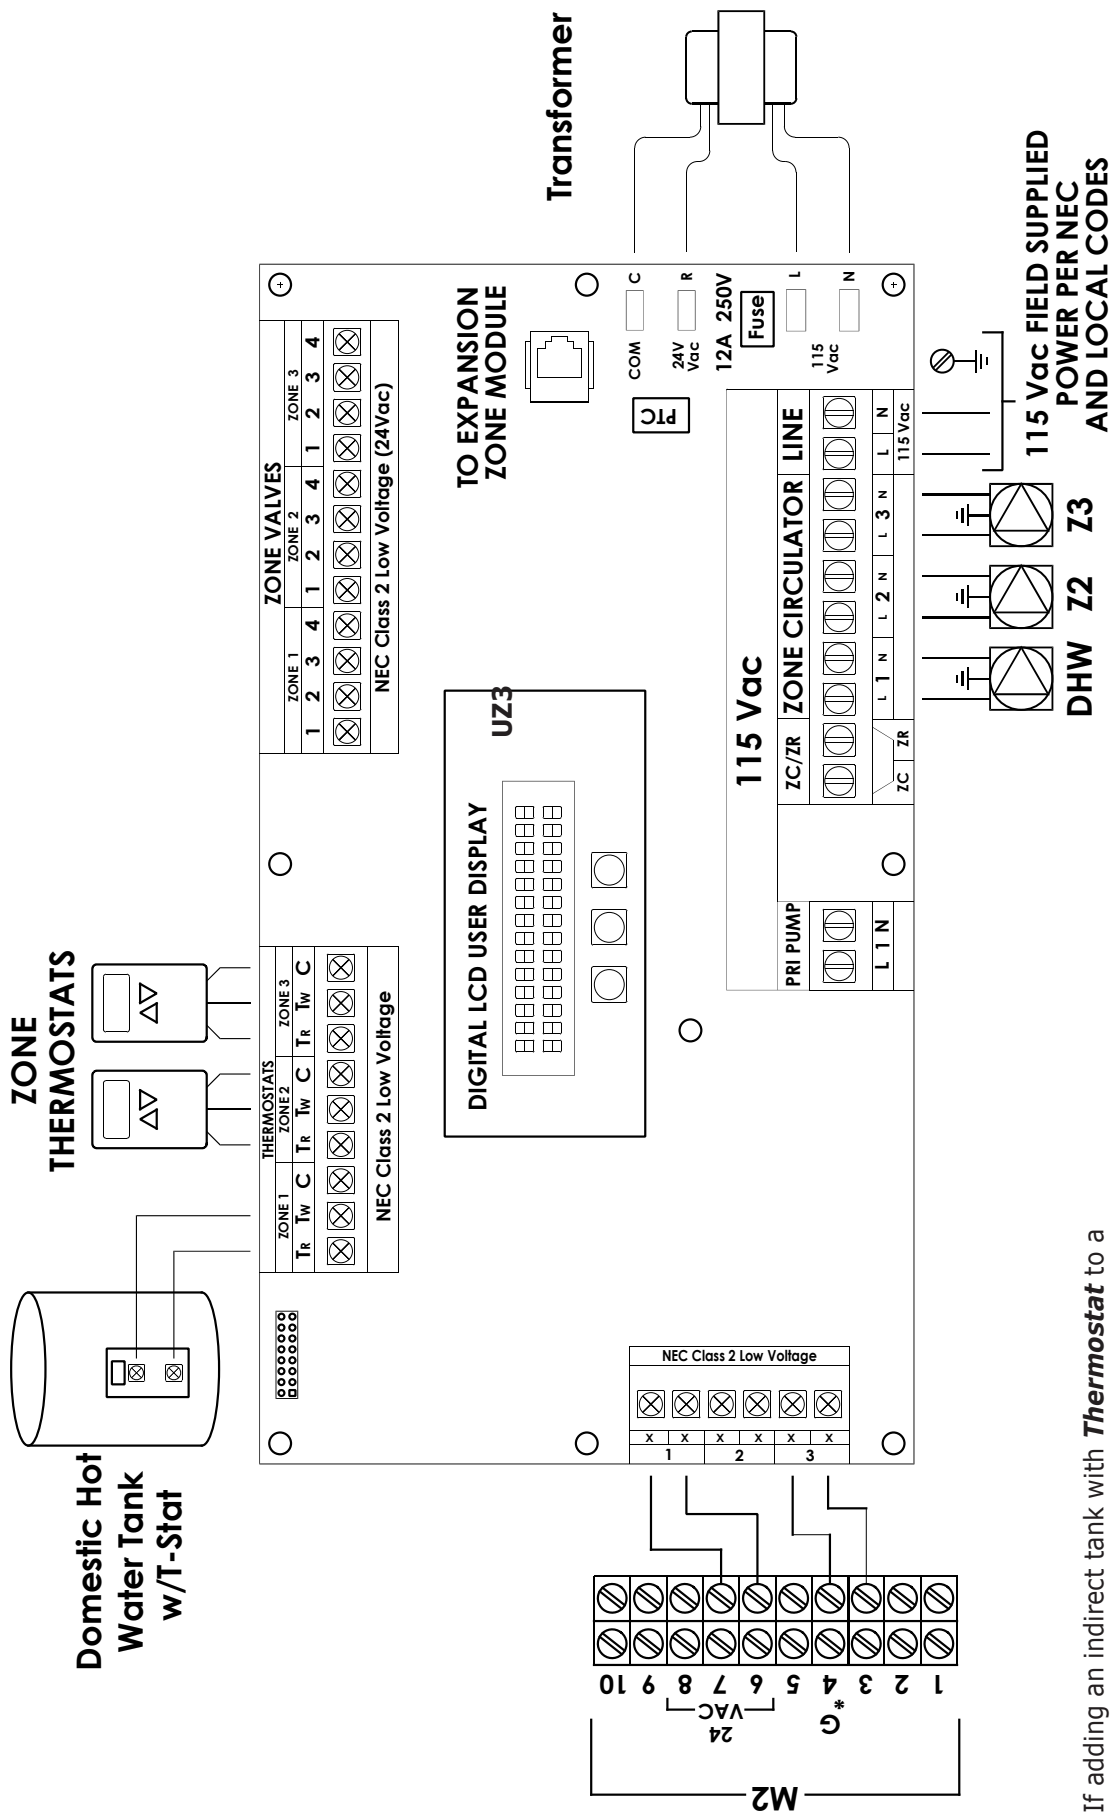 Domestic Hot
Water Tank
w/T-Stat
ZONE
THERMOSTATS
Transformer
THERMOSTATS
ZONE 1
ZONE 2
ZONE 3
TR TW C TR TW C TR TW C
NEC Class 2 Low Voltage
ZONE VALVES
ZONE 1
ZONE 2
ZONE 3
1 2 3 4 1 2 3 4 1 2 3 4
NEC Class 2 Low Voltage (24Vac)
UZ3
DIGITAL LCD USER DISPLAY
TO EXPANSION
ZONE MODULE
PTC
COM
C
24V
Vac
R
12A 250V
Fuse
L
115
Vac
N
NEC Class 2 Low Voltage
x x x x x x
1 2 3
M2
10
9
8
7
6
5
4
3
2
1
24
VAC
G*
115 Vac
PRI PUMP
L 1 N
ZC/ZR
ZONE CIRCULATOR
LINE
ZC
ZR
L 1 N
L 2 N
L 3 N
L N
115 Vac
DHW
Z2
Z3
115 Vac FIELD SUPPLIED
POWER PER NEC
AND LOCAL CODES
If adding an indirect tank with Thermostat to a